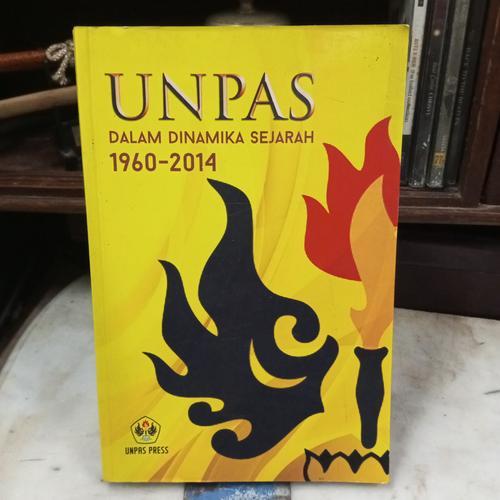 UNPAS
DALAM DINAMIKA SEJARAH
1960-2014
UNPAS PRESS